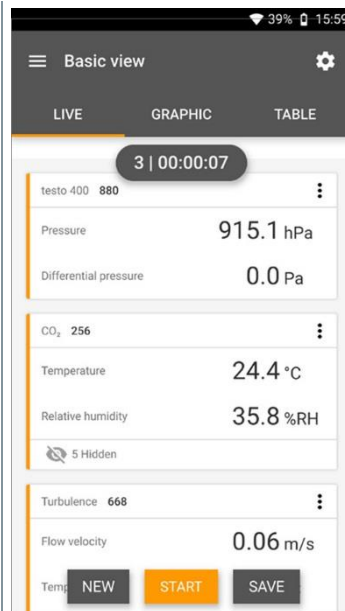 39% 15:59
Basic view
LIVE GRAPHIC TABLE
3 | 00:00:07
testo 400 880
Pressure 915.1 hPa
Differential pressure 0.0 Pa
CO₂ 256
Temperature 24.4 °C
Relative humidity 35.8 %RH
5 Hidden
Turbulence 668
Flow velocity 0.06 m/s
NEW START SAVE